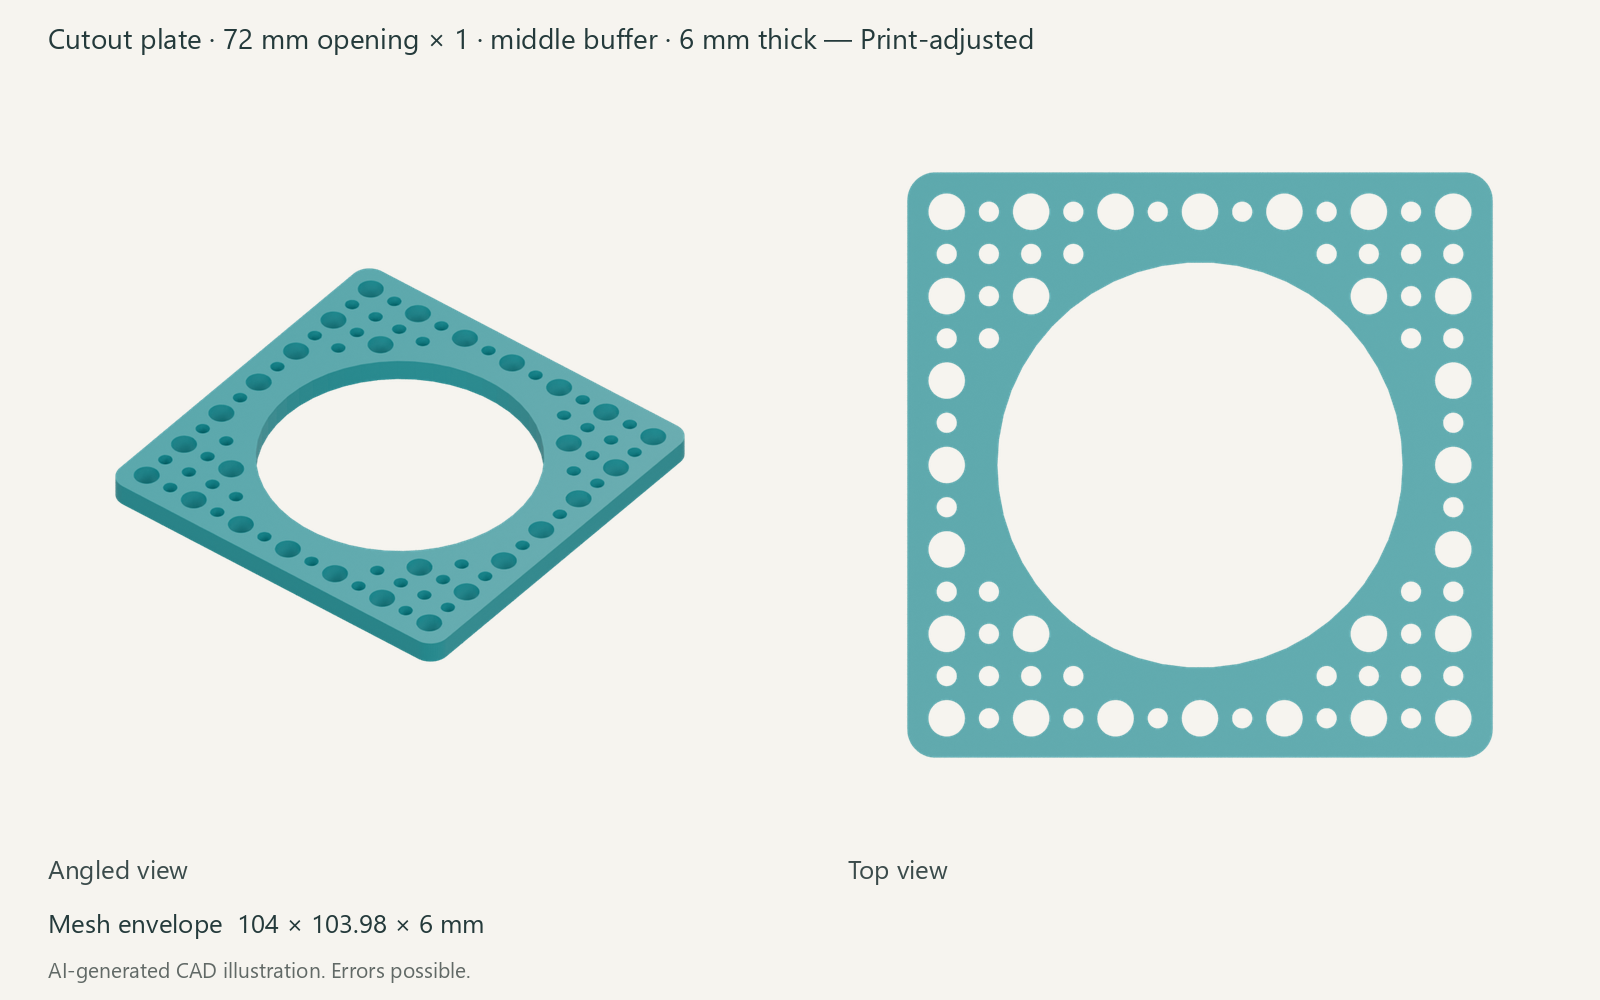 Cutout plate · 72 mm opening × 1 · middle buffer · 6 mm thick — Print-adjusted
Angled view
Top view
Mesh envelope 104 × 103.98 × 6 mm
AI-generated CAD illustration. Errors possible.